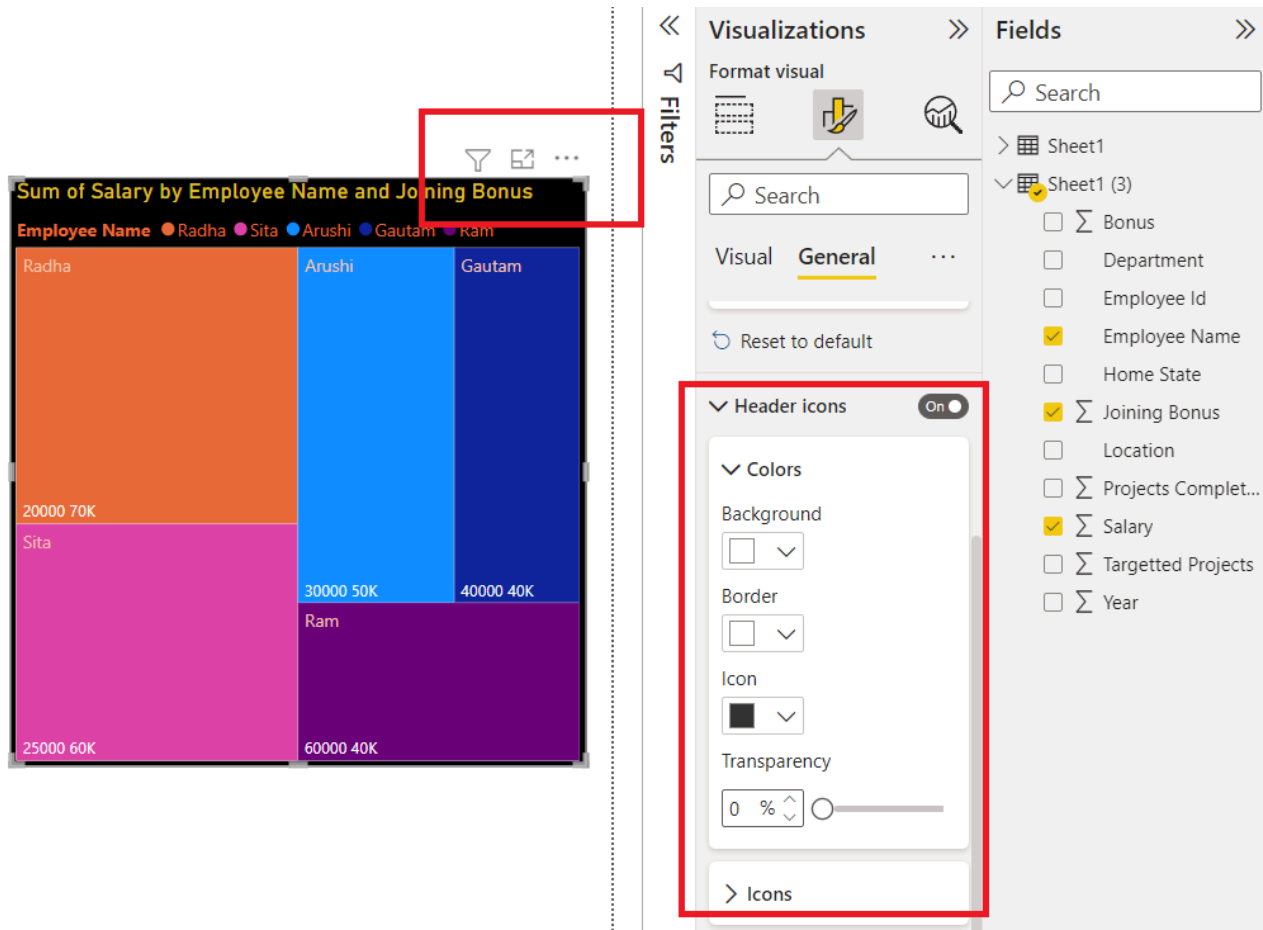 Sum of Salary by Employee Name and Joining Bonus
Employee Name Radha Sita Arushi Gautam Ram
Radha
20000 70K
Sita
25000 60K
Arushi
30000 50K
Gautam
40000 40K
Ram
60000 40K
Filters
Visualizations
Format visual
Search
Visual General ...
Reset to default
Header icons On
Colors
Background
Border
Icon
Transparency
0 %
Icons
Fields
Search
Sheet1
Sheet1 (3)
Bonus
Department
Employee Id
Employee Name
Home State
Joining Bonus
Location
Projects Complet...
Salary
Targetted Projects
Year